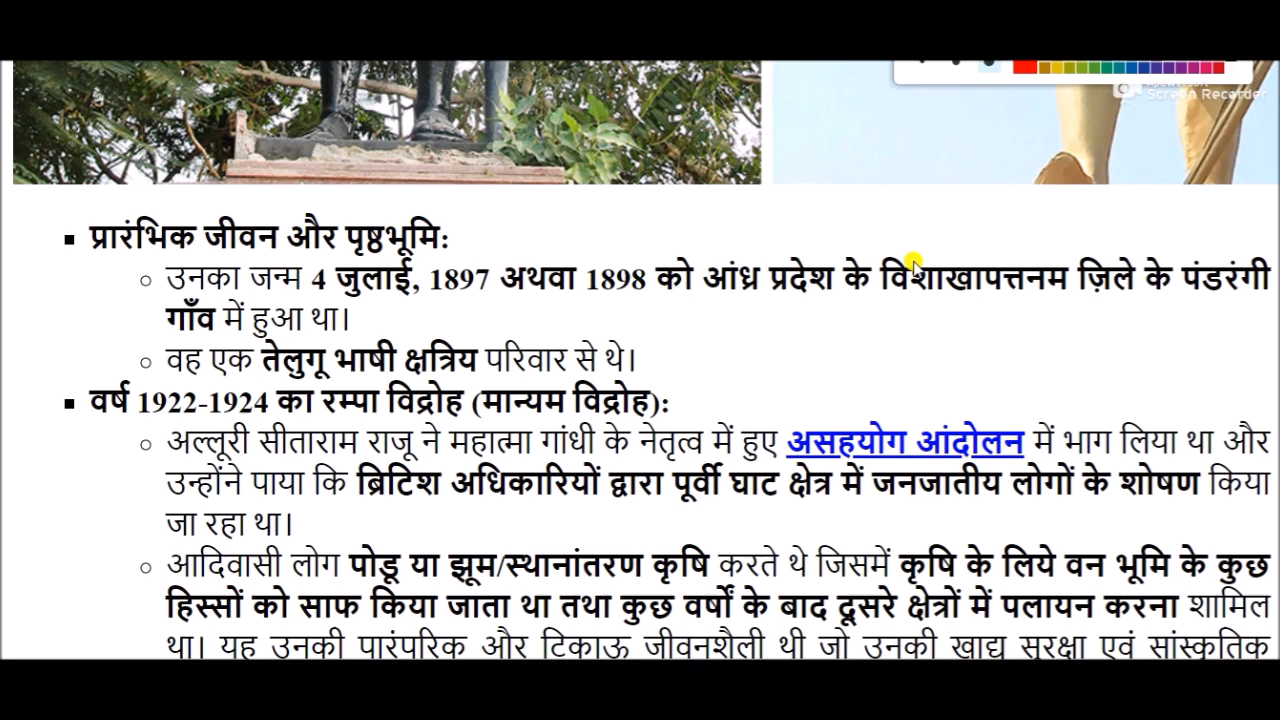 Screen Recorder
प्रारंभिक जीवन और पृष्ठभूमि:
उनका जन्म 4 जुलाई, 1897 अथवा 1898 को आंध्र प्रदेश के विशाखापत्तनम ज़िले के पंडरंगी
गाँव में हुआ था।
वह एक तेलुगू भाषी क्षत्रिय परिवार से थे।
वर्ष 1922-1924 का रम्पा विद्रोह (मान्यम विद्रोह):
अल्लूरी सीताराम राजू ने महात्मा गांधी के नेतृत्व में हुए असहयोग आंदोलन में भाग लिया था और
उन्होंने पाया कि ब्रिटिश अधिकारियों द्वारा पूर्वी घाट क्षेत्र में जनजातीय लोगों के शोषण किया
जा रहा था।
आदिवासी लोग पोडू या झूम/स्थानांतरण कृषि करते थे जिसमें कृषि के लिये वन भूमि के कुछ
हिस्सों को साफ किया जाता था तथा कुछ वर्षों के बाद दूसरे क्षेत्रों में पलायन करना शामिल
था। यह उनकी पारंपरिक और टिकाऊ जीवनशैली थी जो उनकी खाद्य सुरक्षा एवं सांस्कृतिक